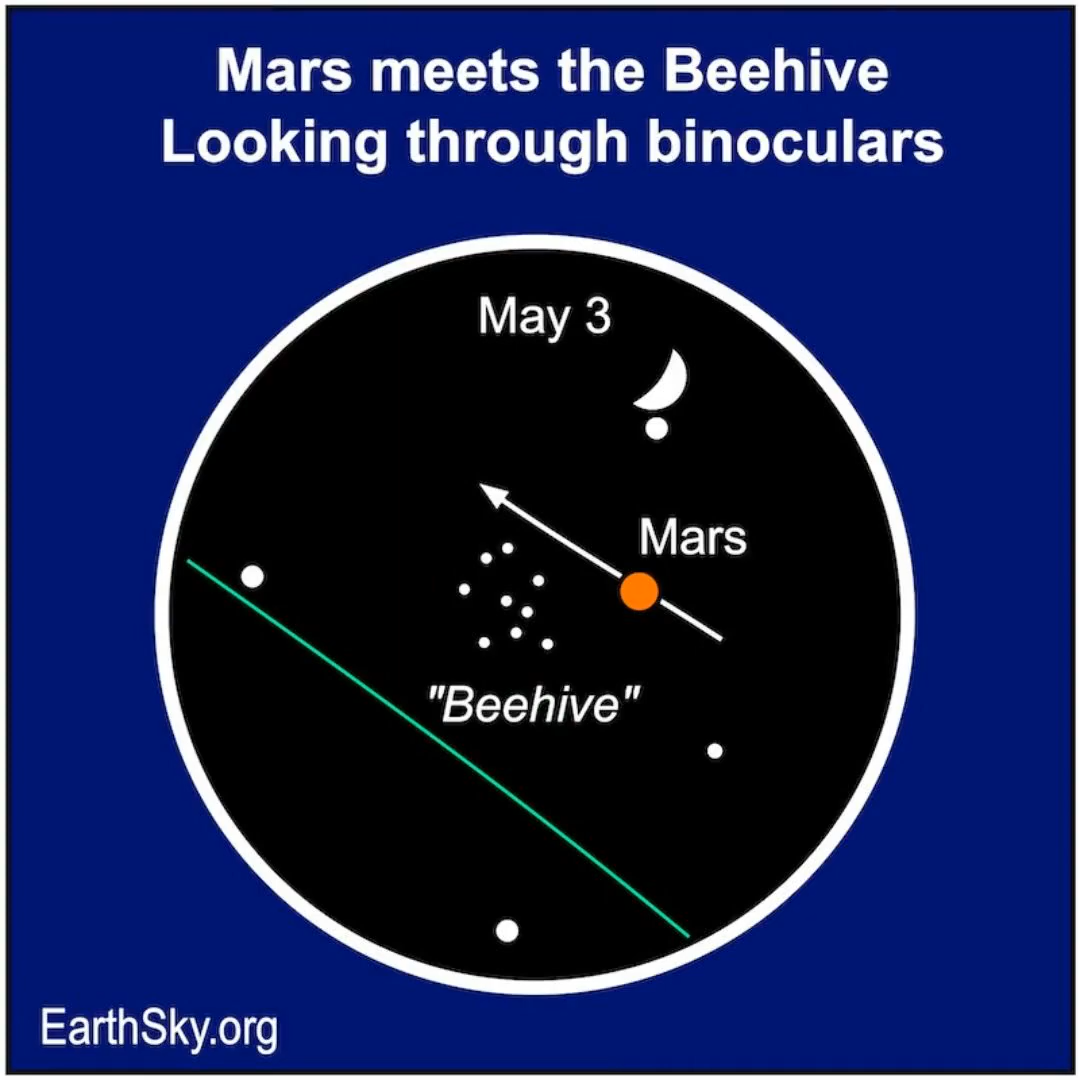 Mars meets the Beehive
Looking through binoculars
May 3
Mars
"Beehive"
EarthSky.org